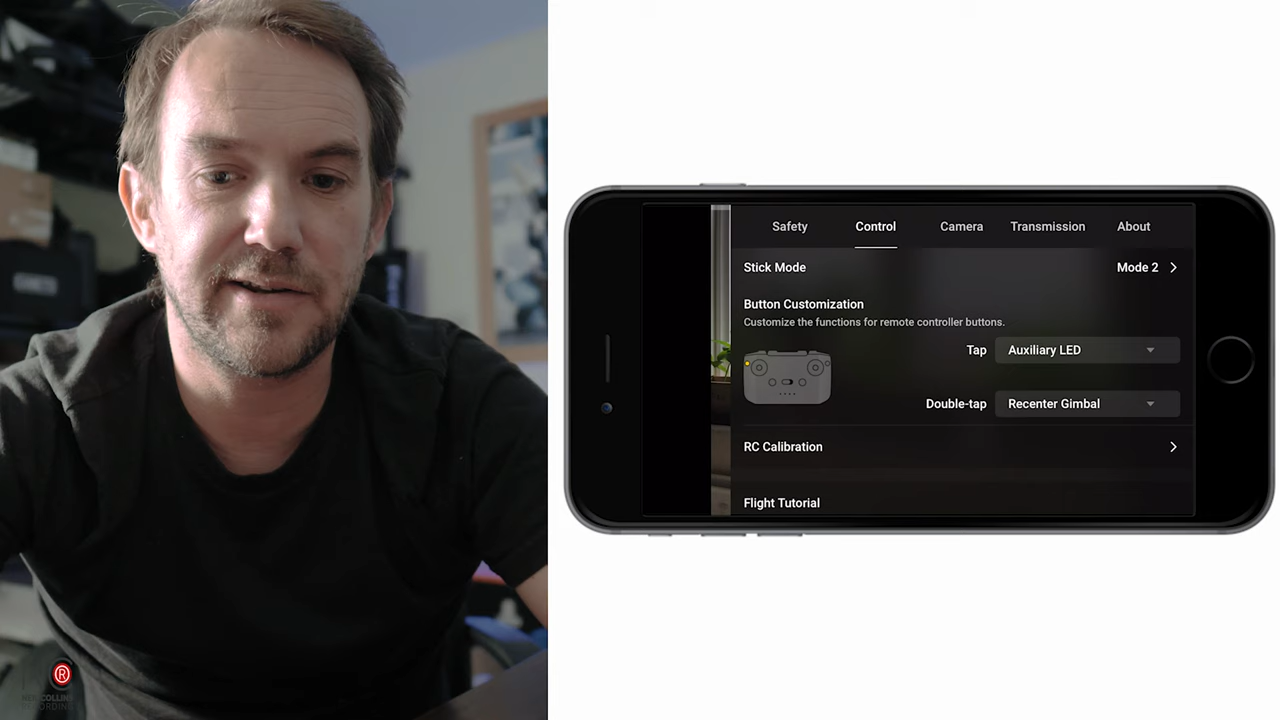 Safety Control Camera Transmission About
Stick Mode Mode 2
Button Customization
Customize the functions for remote controller buttons.
Tap Auxiliary LED
Double-tap Recenter Gimbal
RC Calibration
Flight Tutorial
®